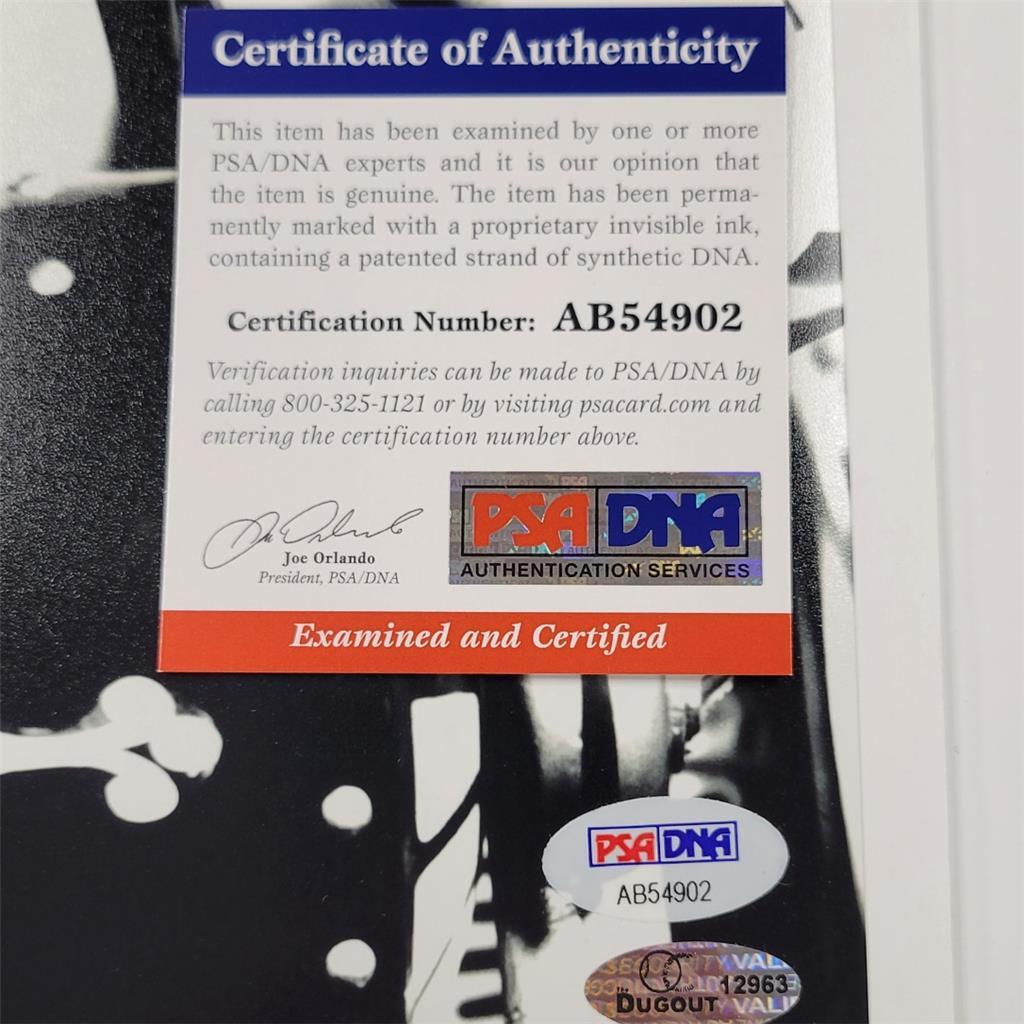 Certificate of Authenticity
This item has been examined by one or more
PSA/DNA experts and it is our opinion that
the item is genuine. The item has been perma-
nently marked with a proprietary invisible ink,
containing a patented strand of synthetic DNA.
Certification Number: AB54902
Verification inquiries can be made to PSA/DNA by
calling 800-325-1121 or by visiting psacard.com and
entering the certification number above.
Joe Orlando
President, PSA/DNA
PSA DNA
AUTHENTICATION SERVICES
Examined and Certified
PSA DNA
AB54902
The DUGOUT 12963